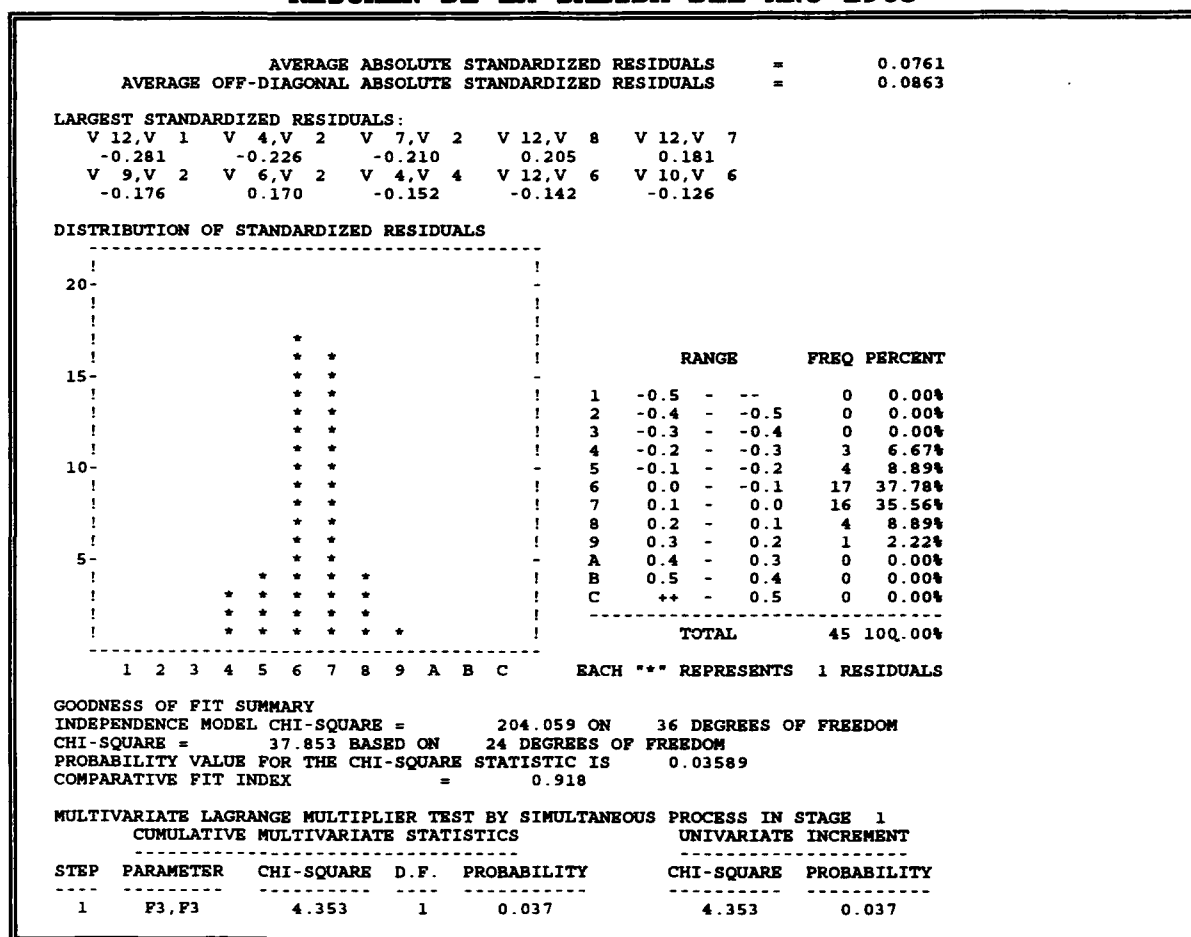 AVERAGE ABSOLUTE STANDARDIZED RESIDUALS = 0.0761
AVERAGE OFF-DIAGONAL ABSOLUTE STANDARDIZED RESIDUALS = 0.0863
LARGEST STANDARDIZED RESIDUALS:
V 12,V 1 V 4,V 2 V 7,V 2 V 12,V 8 V 12,V 7
-0.281 -0.226 -0.210 0.205 0.181
V 9,V 2 V 6,V 2 V 4,V 4 V 12,V 6 V 10,V 6
-0.176 0.170 -0.152 -0.142 -0.126
DISTRIBUTION OF STANDARDIZED RESIDUALS
----------------------------------------
! !
20- -
! !
! !
! * !
! * * ! RANGE FREQ PERCENT
15- * * -
! * * ! 1 -0.5 - -- 0 0.00%
! * * ! 2 -0.4 - -0.5 0 0.00%
! * * ! 3 -0.3 - -0.4 0 0.00%
! * * ! 4 -0.2 - -0.3 3 6.67%
10- * * - 5 -0.1 - -0.2 4 8.89%
! * * ! 6 0.0 - -0.1 17 37.78%
! * * ! 7 0.1 - 0.0 16 35.56%
! * * ! 8 0.2 - 0.1 4 8.89%
! * * ! 9 0.3 - 0.2 1 2.22%
5- * * - A 0.4 - 0.3 0 0.00%
! * * * * ! B 0.5 - 0.4 0 0.00%
! * * * * * ! C ++ - 0.5 0 0.00%
! * * * * * ! -------------------------------
! * * * * * * ! TOTAL 45 100.00%
----------------------------------------
1 2 3 4 5 6 7 8 9 A B C EACH "*" REPRESENTS 1 RESIDUALS
GOODNESS OF FIT SUMMARY
INDEPENDENCE MODEL CHI-SQUARE = 204.059 ON 36 DEGREES OF FREEDOM
CHI-SQUARE = 37.853 BASED ON 24 DEGREES OF FREEDOM
PROBABILITY VALUE FOR THE CHI-SQUARE STATISTIC IS 0.03589
COMPARATIVE FIT INDEX = 0.918
MULTIVARIATE LAGRANGE MULTIPLIER TEST BY SIMULTANEOUS PROCESS IN STAGE 1
CUMULATIVE MULTIVARIATE STATISTICS UNIVARIATE INCREMENT
---------------------------------- --------------------
STEP PARAMETER CHI-SQUARE D.F. PROBABILITY CHI-SQUARE PROBABILITY
---- --------- ---------- ---- ----------- ---------- -----------
1 F3,F3 4.353 1 0.037 4.353 0.037